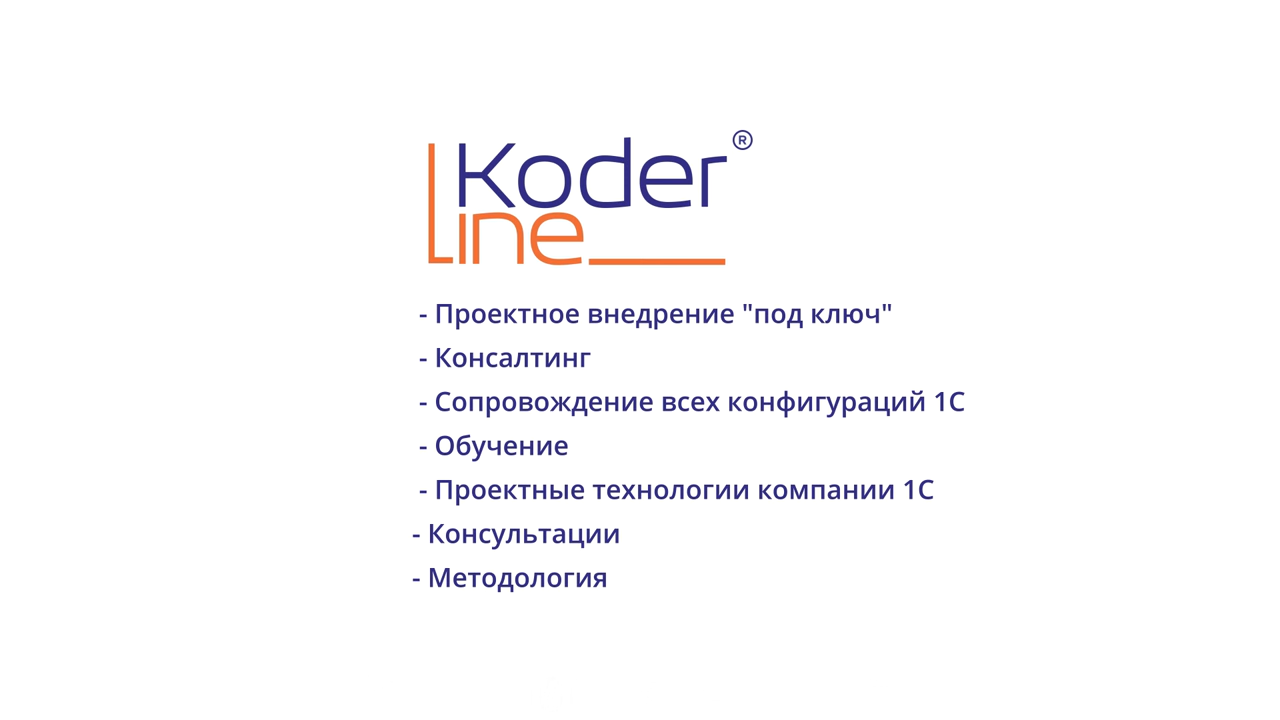 Koder®
Line
- Проектное внедрение "под ключ"
- Консалтинг
- Сопровождение всех конфигураций 1С
- Обучение
- Проектные технологии компании 1С
- Консультации
- Методология